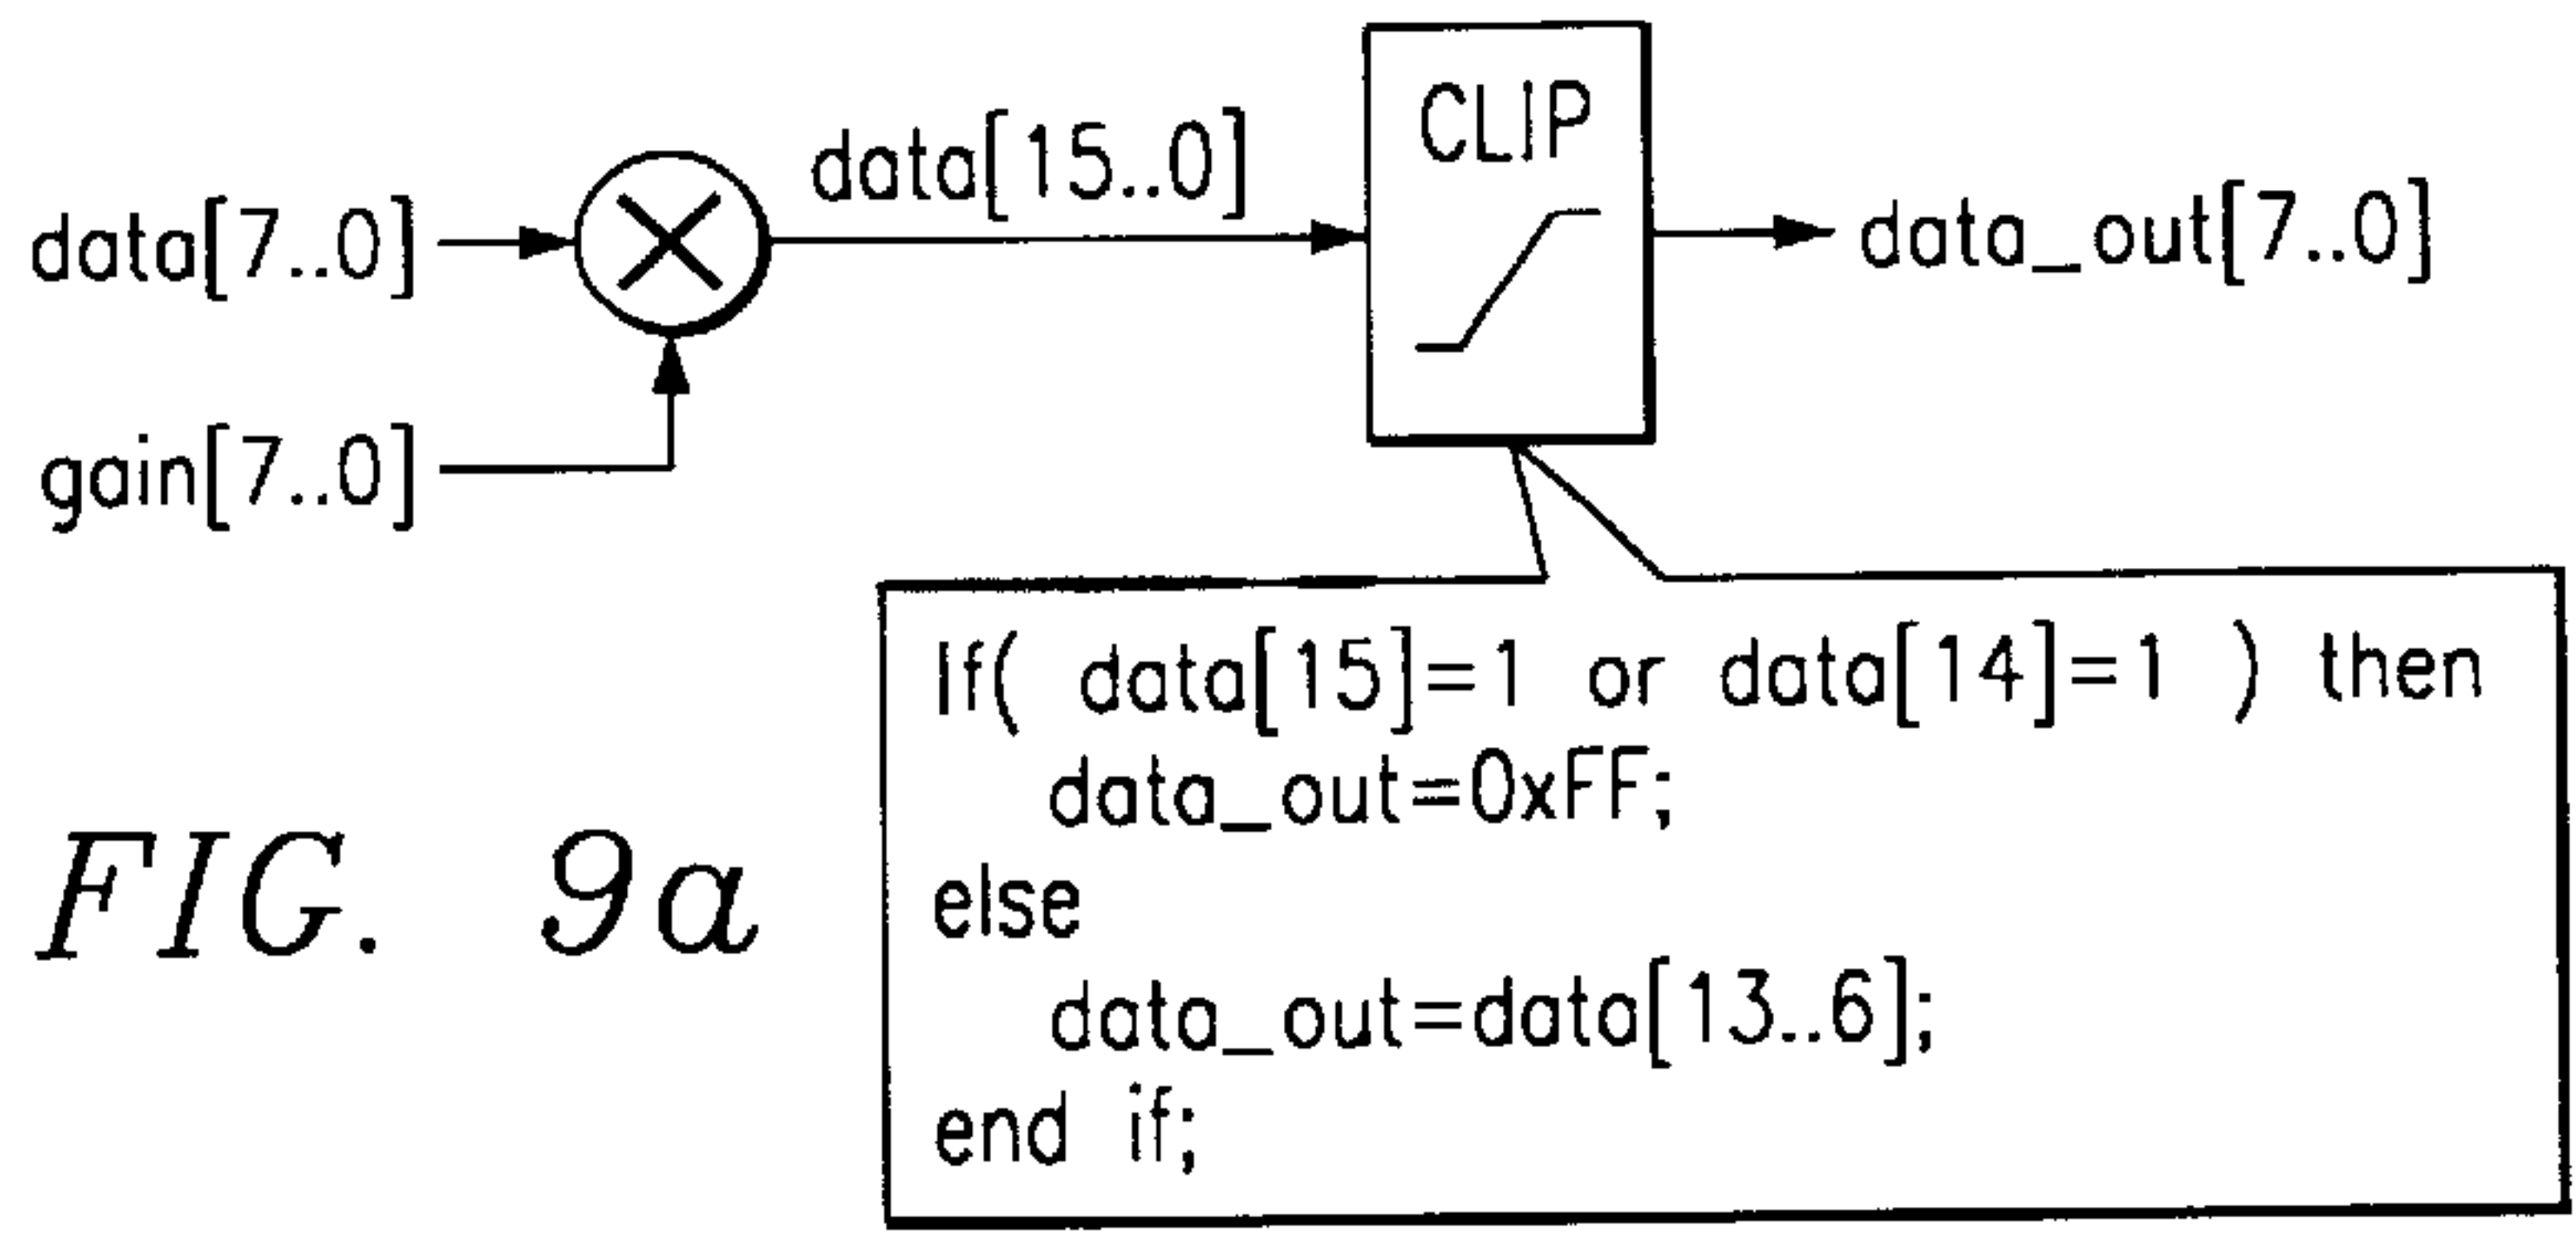 CLIP
data[15..0]
data[7..0]
data_out[7..0]
gain[7..0]
If( data[15]=1 or data[14]=1 ) then
data_out=0xFF;
else
data_out=data[13..6];
end if;
FIG. 9a